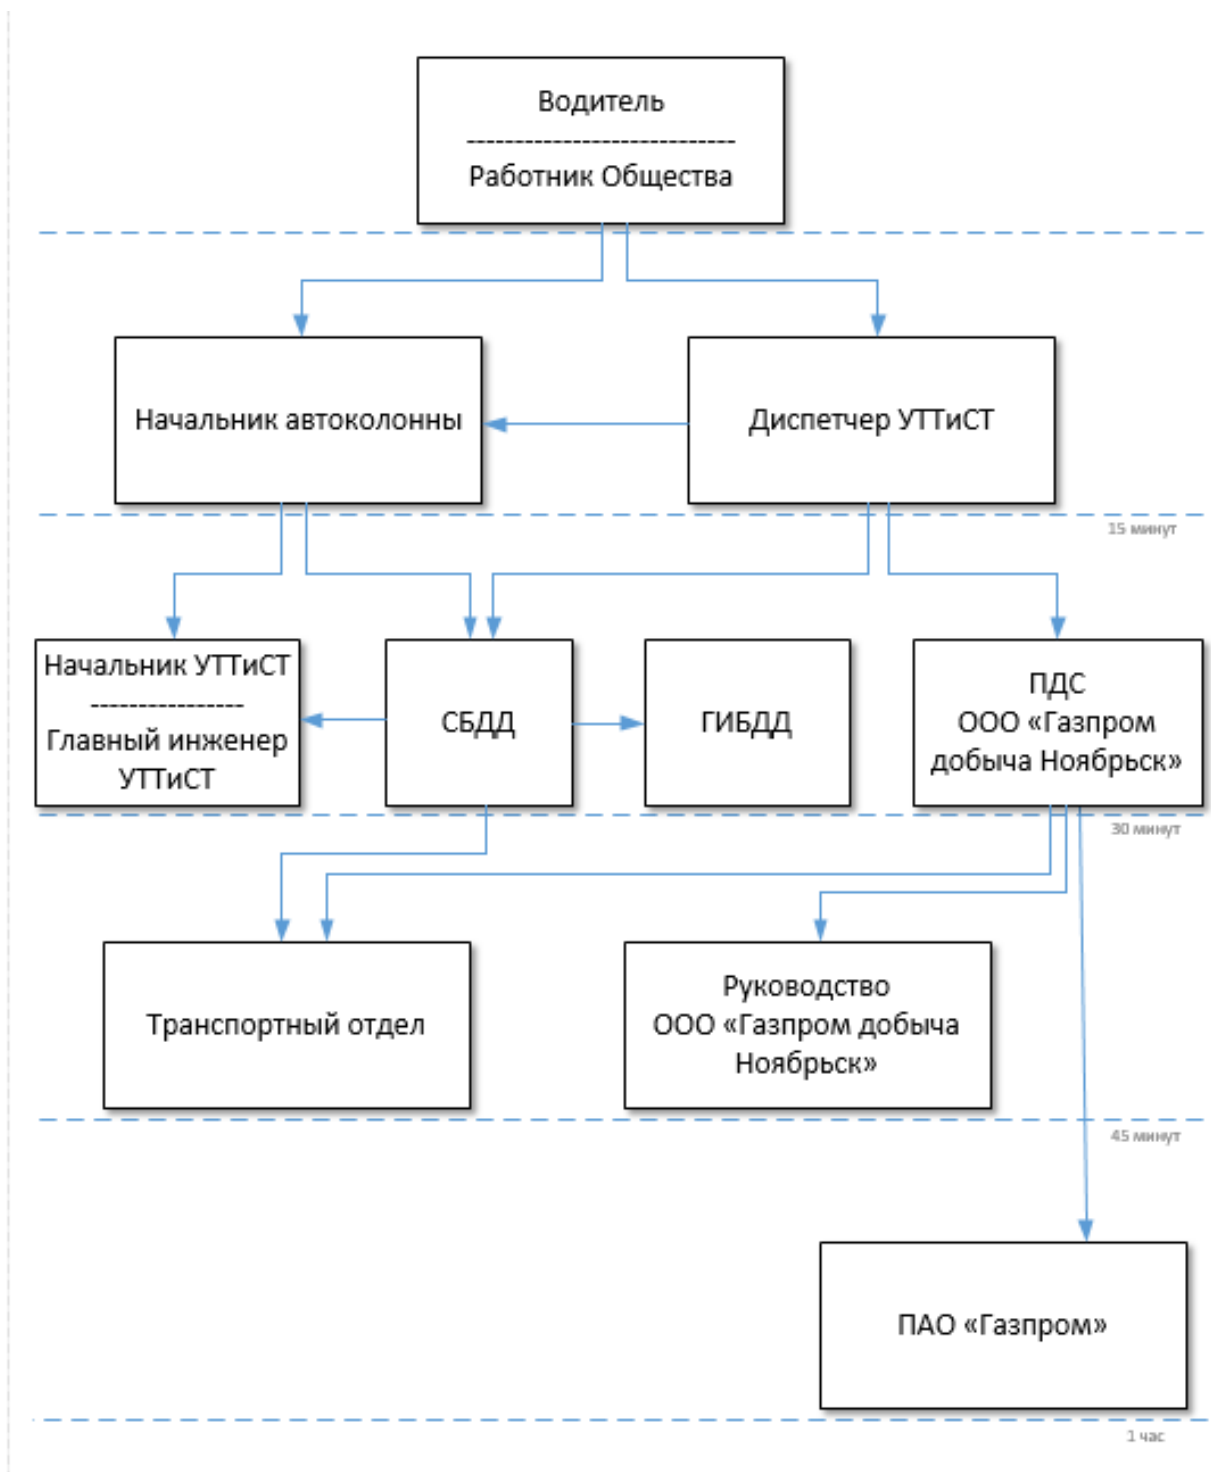 Водитель
----------------------------
Работник Общества
Начальник автоколонны
Диспетчер УТТиСТ
15 минут
Начальник УТТиСТ
----------------
Главный инженер
УТТиСТ
СБДД
ГИБДД
ПДС
ООО «Газпром
добыча Ноябрьск»
30 минут
Транспортный отдел
Руководство
ООО «Газпром добыча
Ноябрьск»
45 минут
ПАО «Газпром»
1 час